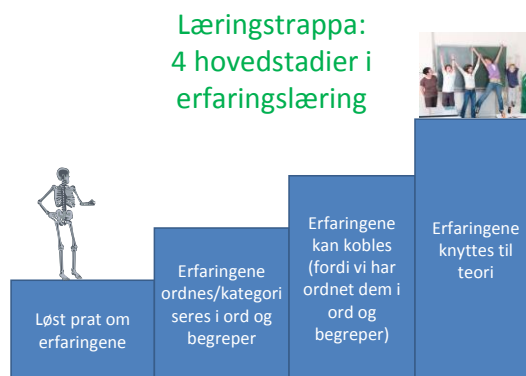 Læringstrappa:
4 hovedstadier i
erfaringslæring
Løst prat om
erfaringene
Erfaringene
ordnes/kategori
seres i ord og
begreper
Erfaringene
kan kobles
(fordi vi har
ordnet dem i
ord og
begreper)
Erfaringene
knyttes til
teori